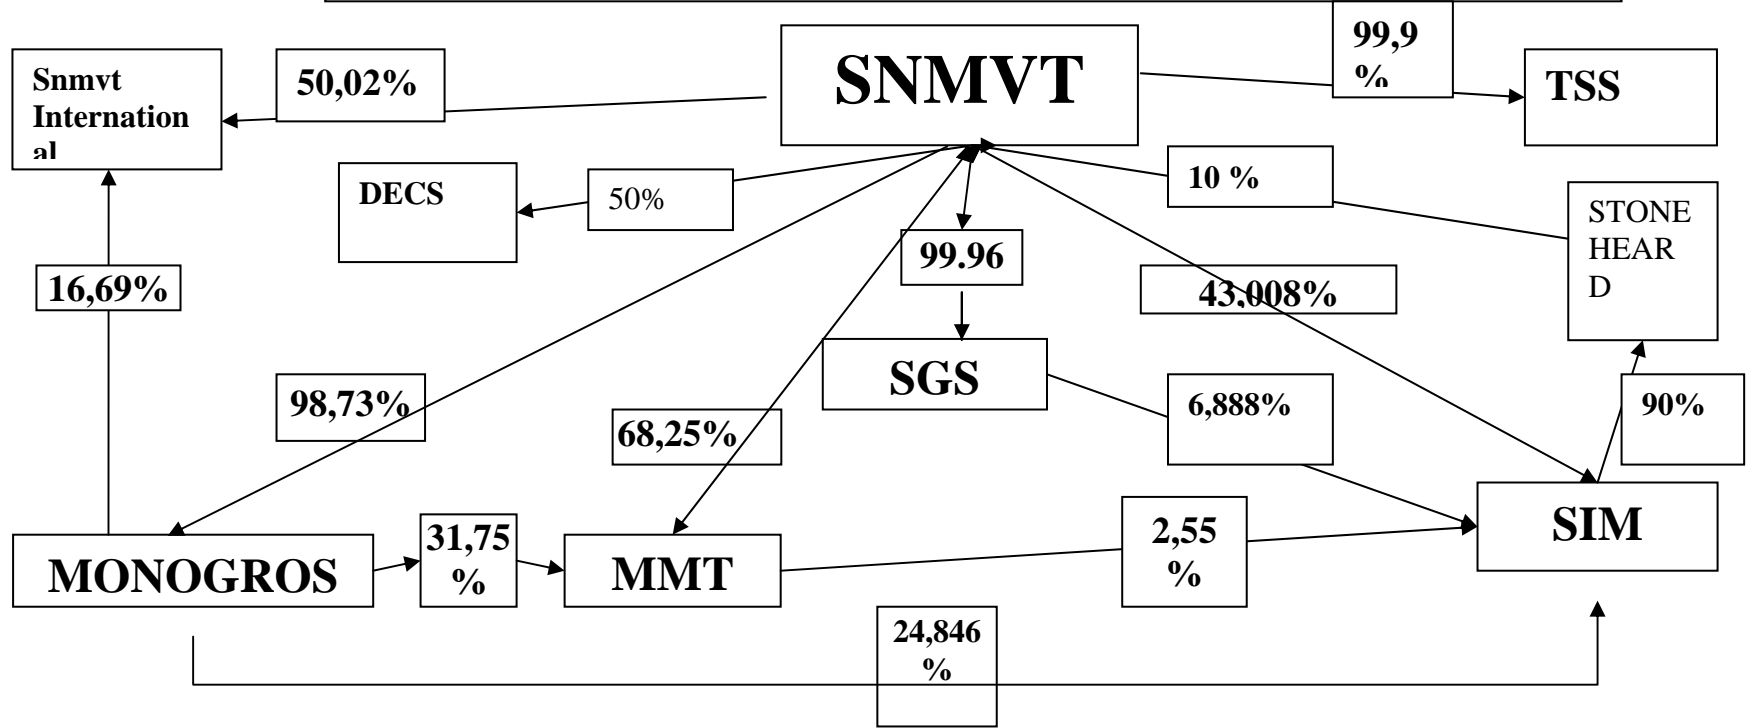 99,9
%
SNMVT
Snmvt
Internation
al
50,02%
TSS
DECS
50%
10 %
STONE
HEAR
D
99.96
16,69%
43,008%
SGS
98,73%
68,25%
6,888%
90%
MONOGROS
31,75
%
MMT
2,55
%
SIM
24,846
%